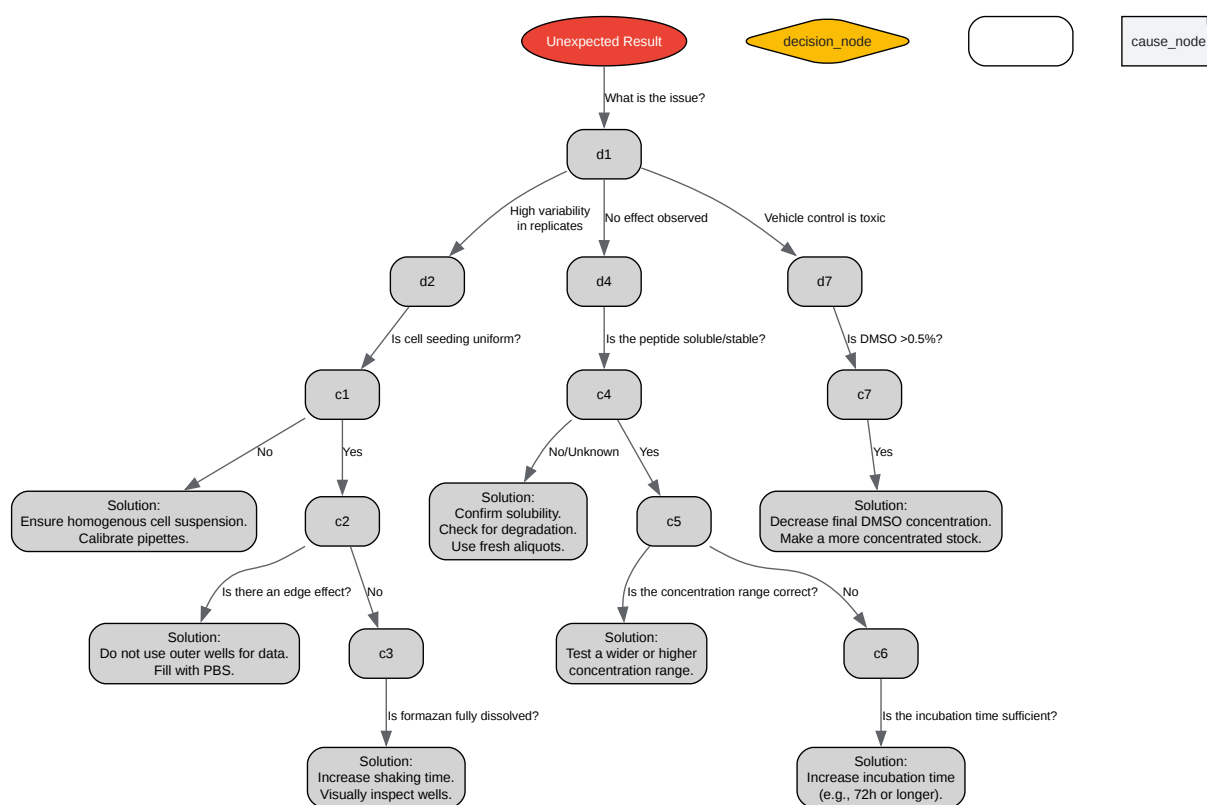 Unexpected Result
decision_node
cause_node
What is the issue?
d1
High variability
in replicates
No effect observed
Vehicle control is toxic
d2
d4
d7
Is cell seeding uniform?
Is the peptide soluble/stable?
Is DMSO >0.5%?
c1
c4
c7
No
Yes
No/Unknown
Yes
Yes
Solution:
Ensure homogenous cell suspension.
Calibrate pipettes.
c2
Solution:
Confirm solubility.
Check for degradation.
Use fresh aliquots.
c5
Solution:
Decrease final DMSO concentration.
Make a more concentrated stock.
Is there an edge effect?
No
Is the concentration range correct?
No
Solution:
Do not use outer wells for data.
Fill with PBS.
c3
Solution:
Test a wider or higher
concentration range.
c6
Is formazan fully dissolved?
Is the incubation time sufficient?
Solution:
Increase shaking time.
Visually inspect wells.
Solution:
Increase incubation time
(e.g., 72h or longer).